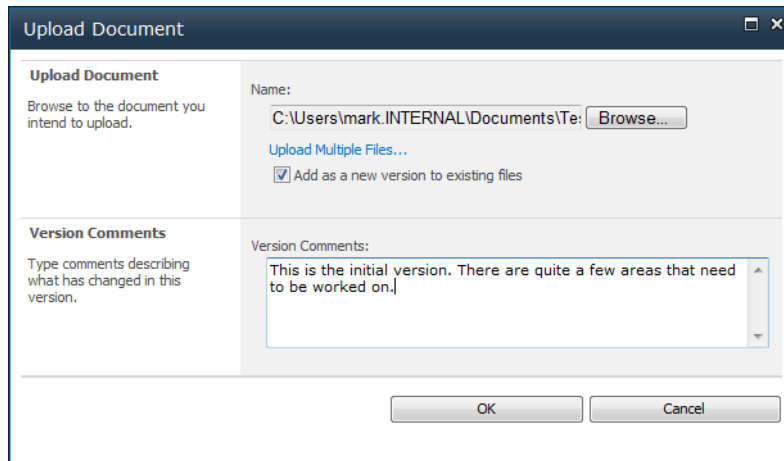 Upload Document
Upload Document
Browse to the document you
intend to upload.
Name:
C:\Users\mark.INTERNAL\Documents\Te
Browse...
Upload Multiple Files...
Add as a new version to existing files
Version Comments
Type comments describing
what has changed in this
version.
Version Comments:
This is the initial version. There are quite a few areas that need
to be worked on.
OK
Cancel